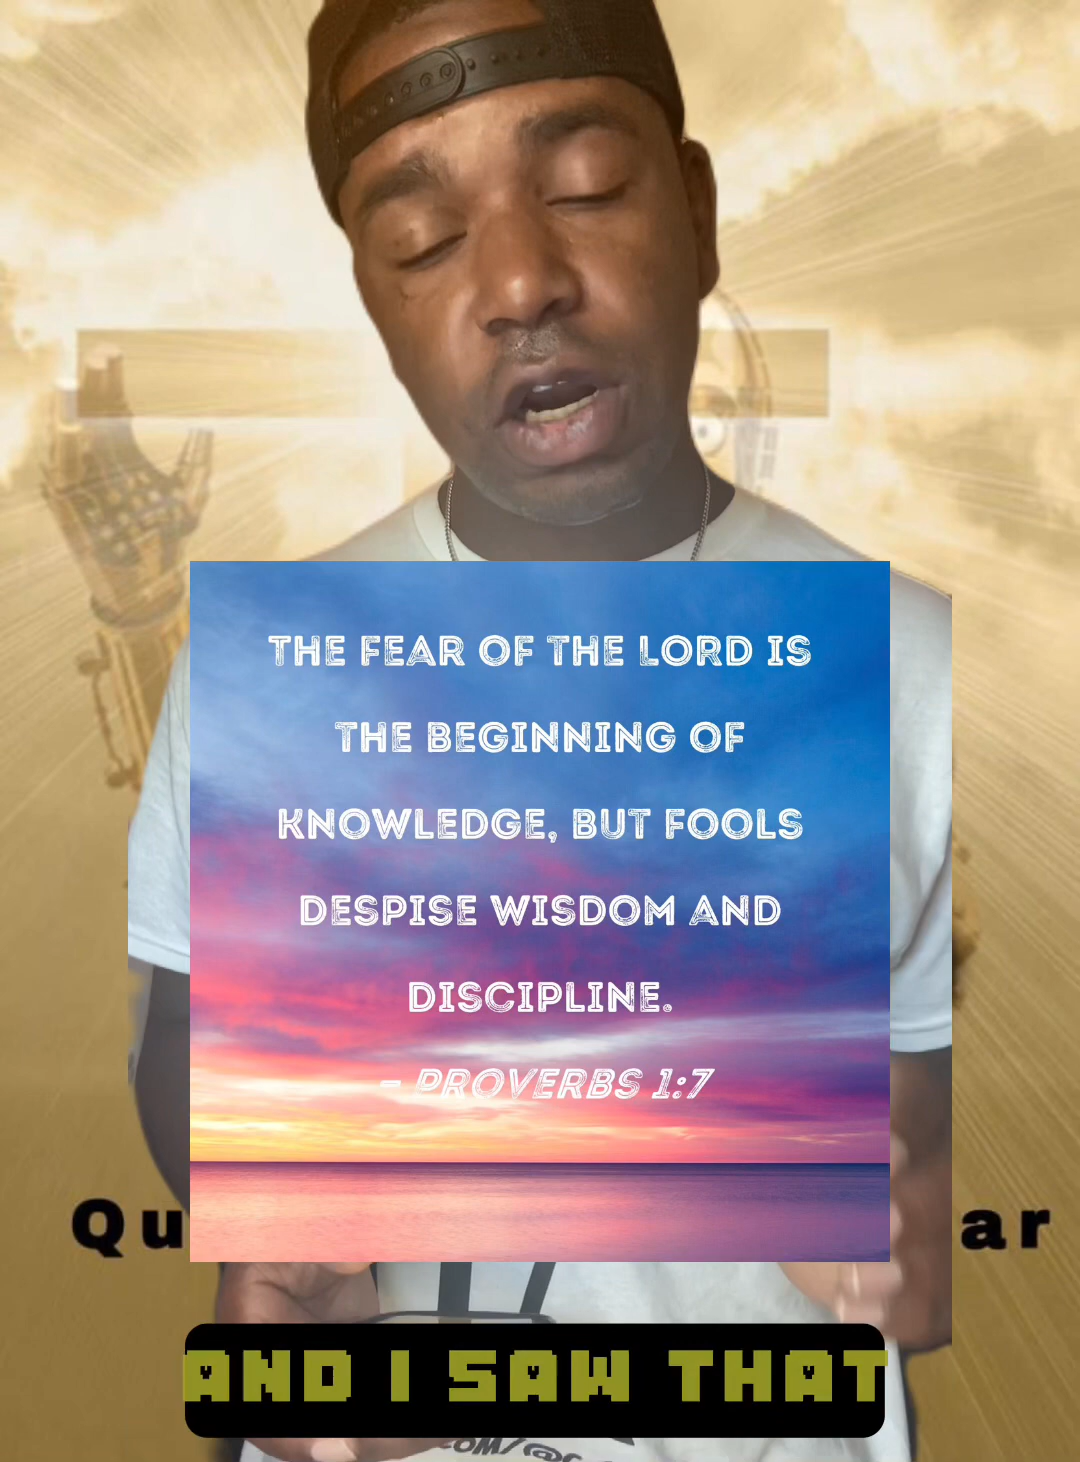 THE FEAR OF THE LORD IS
THE BEGINNING OF
KNOWLEDGE, BUT FOOLS
DESPISE WISDOM AND
DISCIPLINE.
- PROVERBS 1:7
AND I SAW THAT